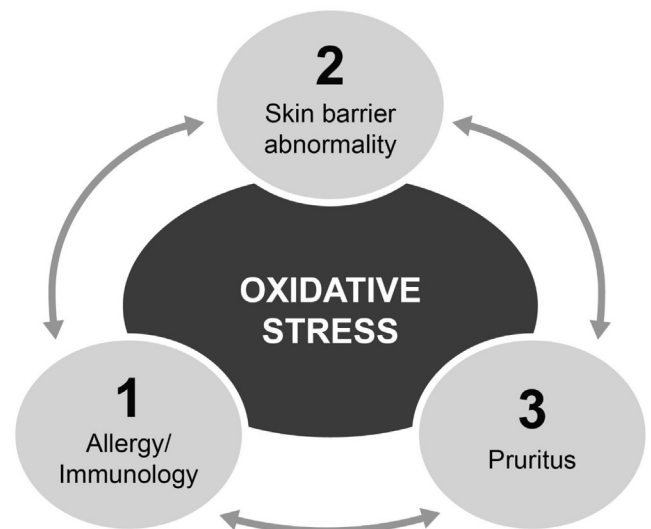 2
Skin barrier
abnormality
OXIDATIVE
STRESS
1
Allergy/
Immunology
3
Pruritus